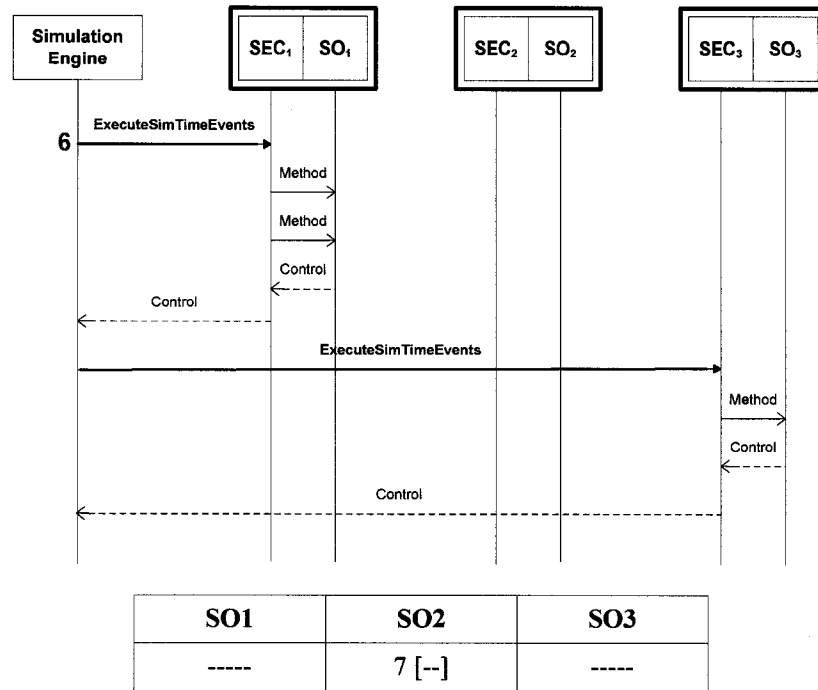 Simulation
Engine
SEC₁ SO₁
SEC₂ SO₂
SEC₃ SO₃
ExecuteSimTimeEvents
6
Method
Method
Control
Control
ExecuteSimTimeEvents
Method
Control
Control
SO1 SO2 SO3
----- 7 [--] -----